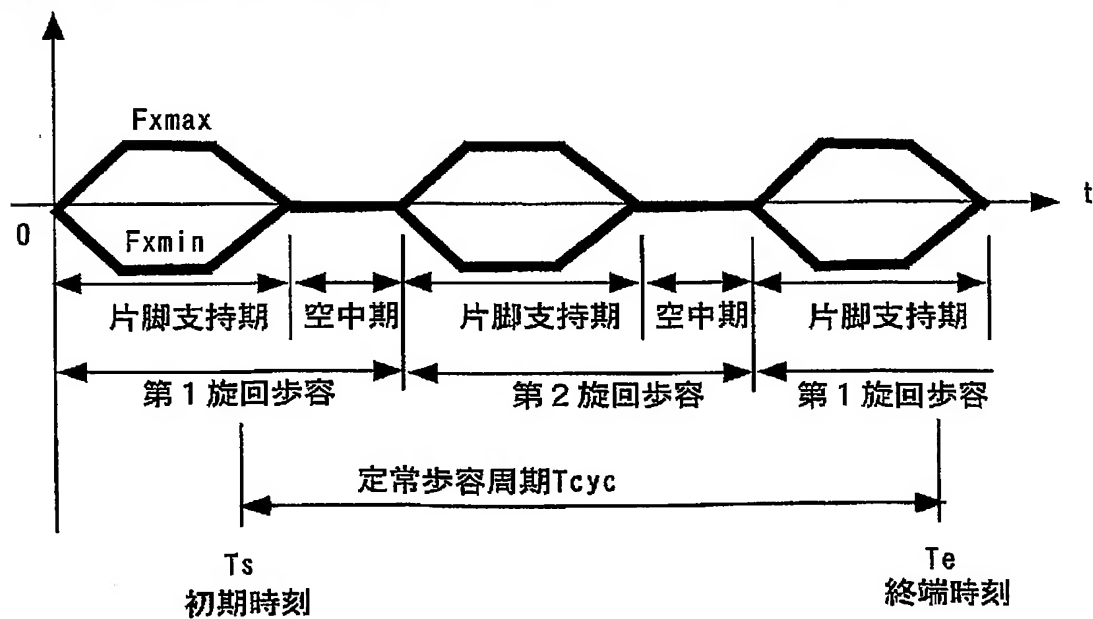 Fxmax
t
0
Fxmin
片脚支持期
空中期
片脚支持期
空中期
片脚支持期
第１旋回歩容
第２旋回歩容
第１旋回歩容
定常歩容周期Tcyc
Ts
初期時刻
Te
終端時刻